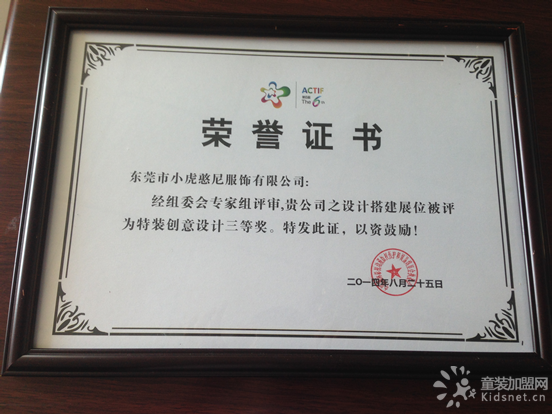 ACTIF
The 6 th
荣誉证书
东莞市小虎憨尼服饰有限公司:
经组委会专家组评审,贵公司之设计搭建展位被评
为特装创意设计三等奖。特发此证，以资鼓励！
二〇一四年八月二十五日
童装加盟网
Kidsnet.cn